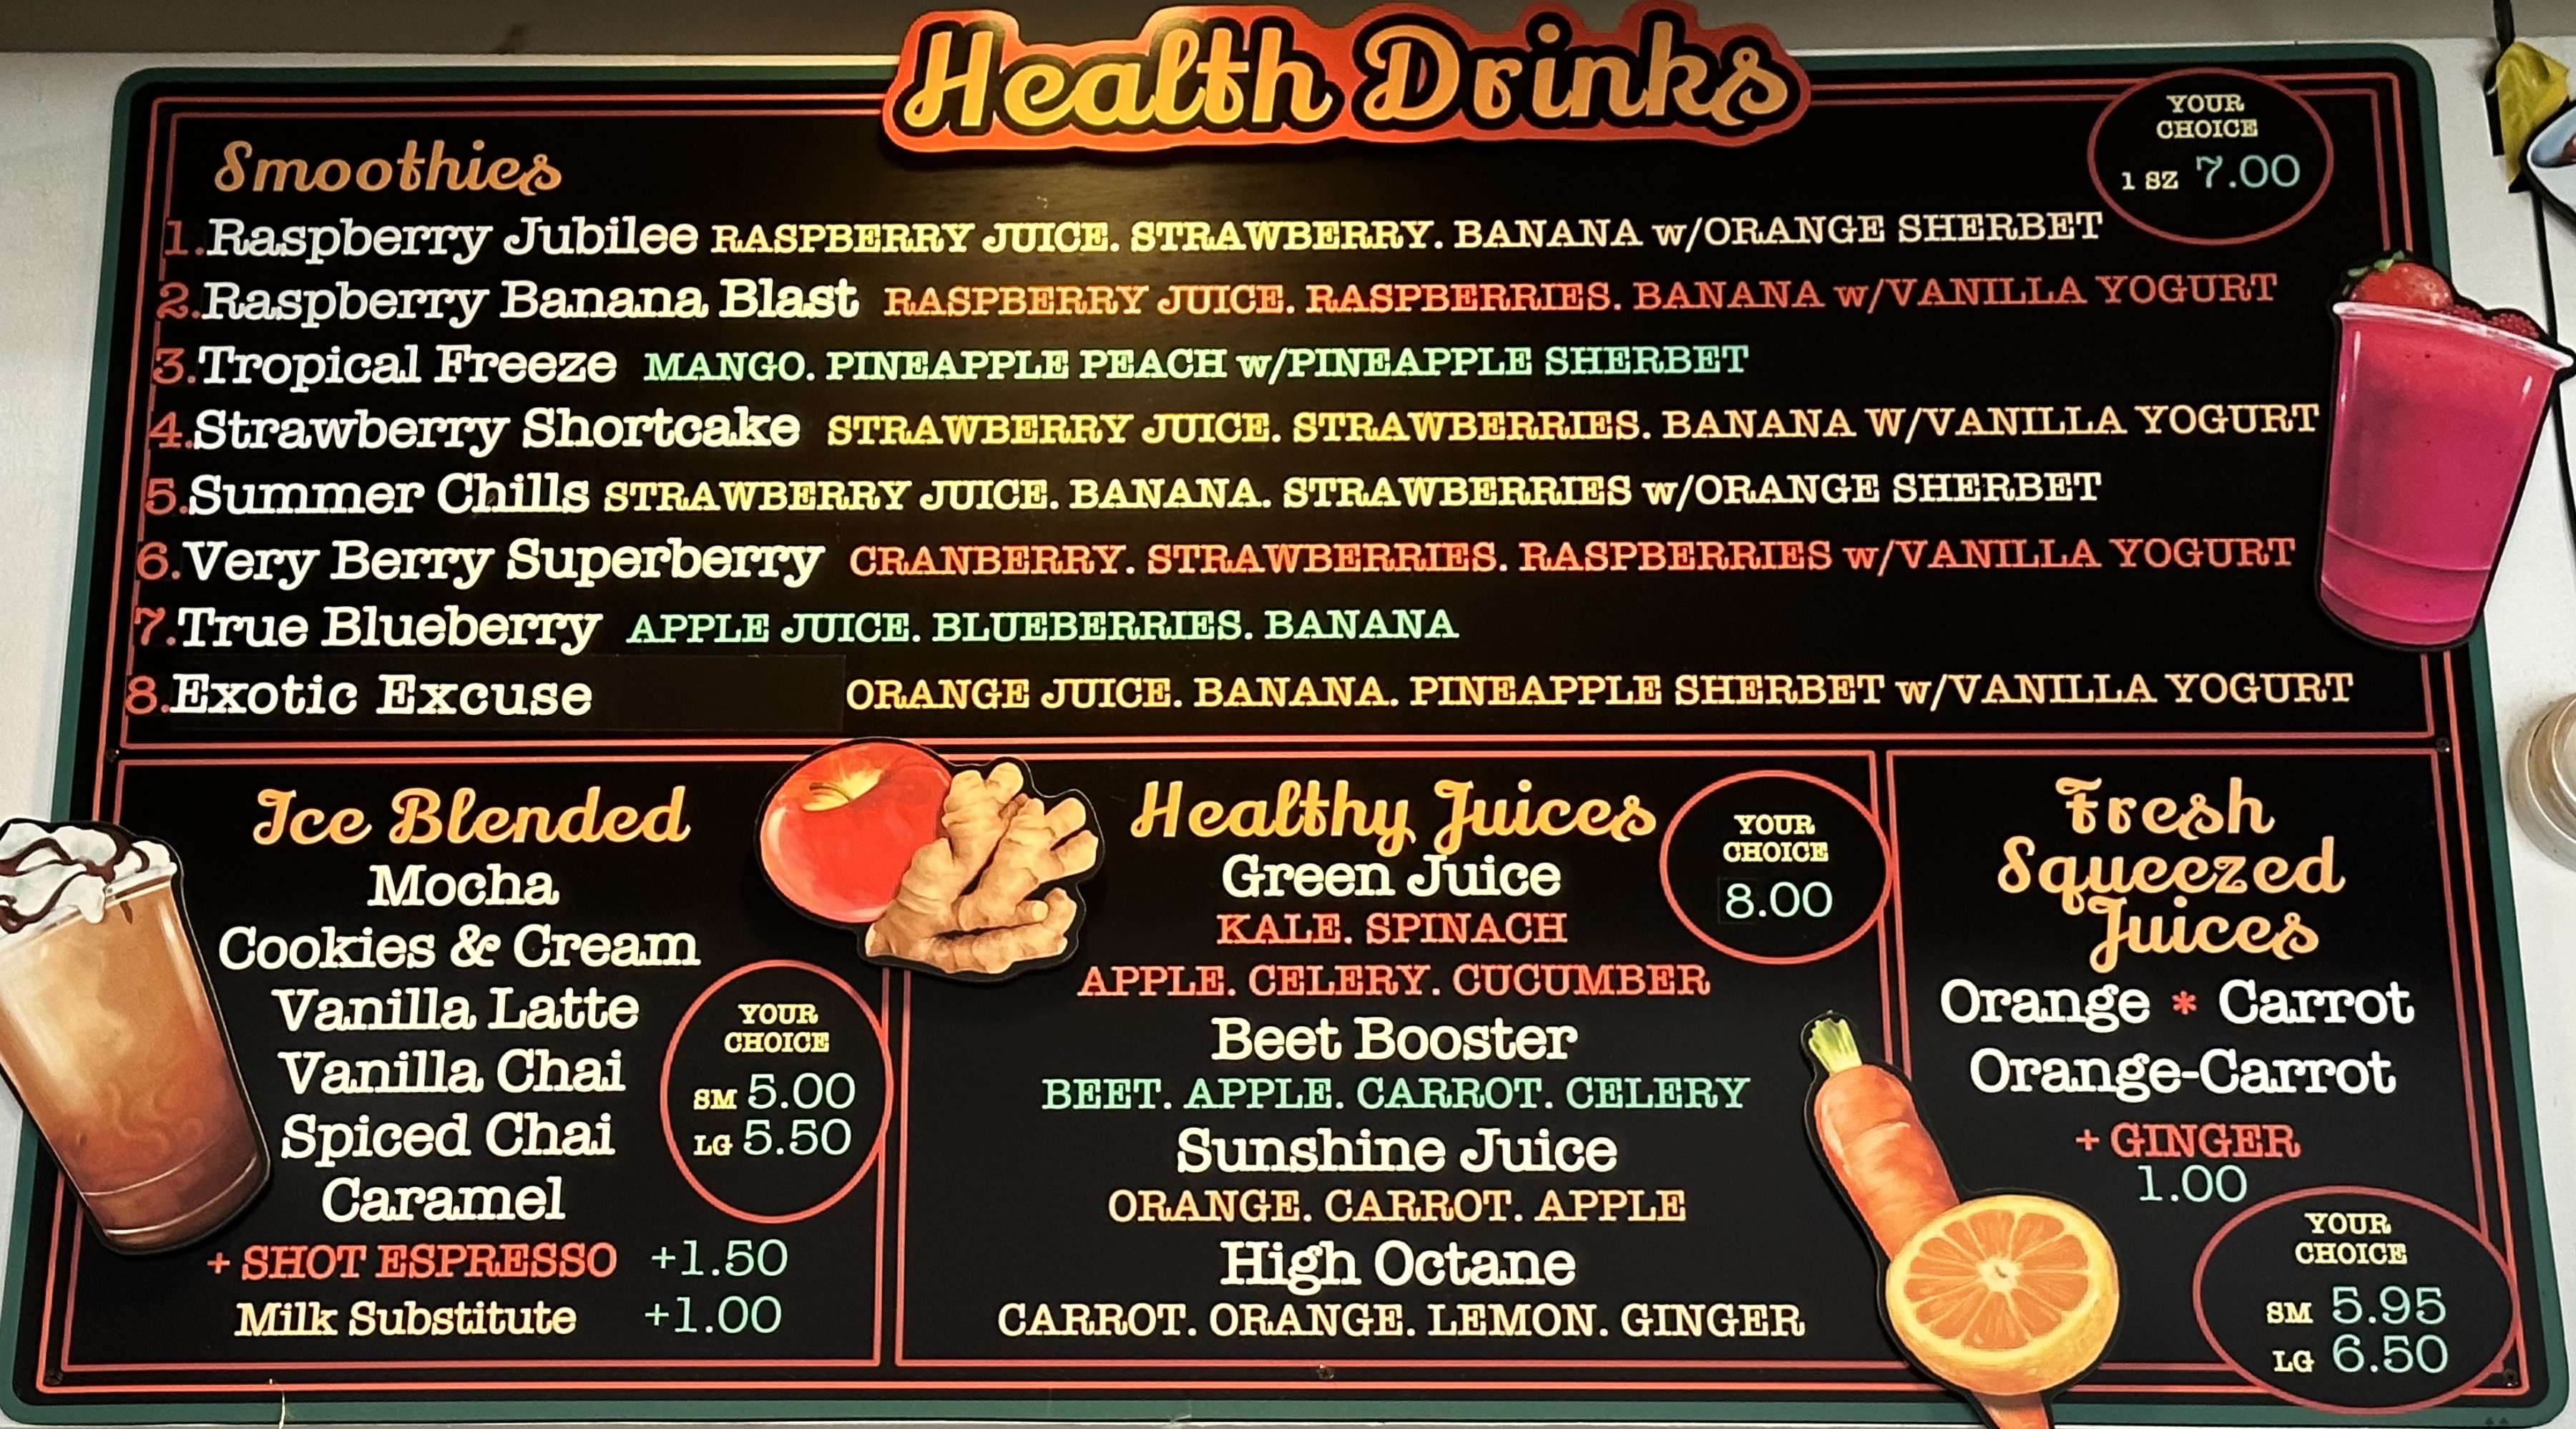 Health Drinks
YOUR
CHOICE
1 SZ 7.00
Smoothies
1.Raspberry Jubilee RASPBERRY JUICE. STRAWBERRY. BANANA w/ORANGE SHERBET
2.Raspberry Banana Blast RASPBERRY JUICE. RASPBERRIES. BANANA w/VANILLA YOGURT
3.Tropical Freeze MANGO. PINEAPPLE PEACH w/PINEAPPLE SHERBET
4.Strawberry Shortcake STRAWBERRY JUICE. STRAWBERRIES. BANANA W/VANILLA YOGURT
5.Summer Chills STRAWBERRY JUICE. BANANA. STRAWBERRIES w/ORANGE SHERBET
6.Very Berry Superberry CRANBERRY. STRAWBERRIES. RASPBERRIES w/VANILLA YOGURT
7.True Blueberry APPLE JUICE. BLUEBERRIES. BANANA
8.Exotic Excuse ORANGE JUICE. BANANA. PINEAPPLE SHERBET w/VANILLA YOGURT
Ice Blended
Mocha
Cookies & Cream
Vanilla Latte
Vanilla Chai
Spiced Chai
Caramel
+ SHOT ESPRESSO +1.50
Milk Substitute +1.00
YOUR
CHOICE
SM 5.00
LG 5.50
Healthy Juices
YOUR
CHOICE
8.00
Green Juice
KALE. SPINACH
APPLE. CELERY. CUCUMBER
Beet Booster
BEET. APPLE. CARROT. CELERY
Sunshine Juice
ORANGE. CARROT. APPLE
High Octane
CARROT. ORANGE. LEMON. GINGER
Fresh
Squeezed
Juices
Orange * Carrot
Orange-Carrot
+ GINGER
1.00
YOUR
CHOICE
SM 5.95
LG 6.50